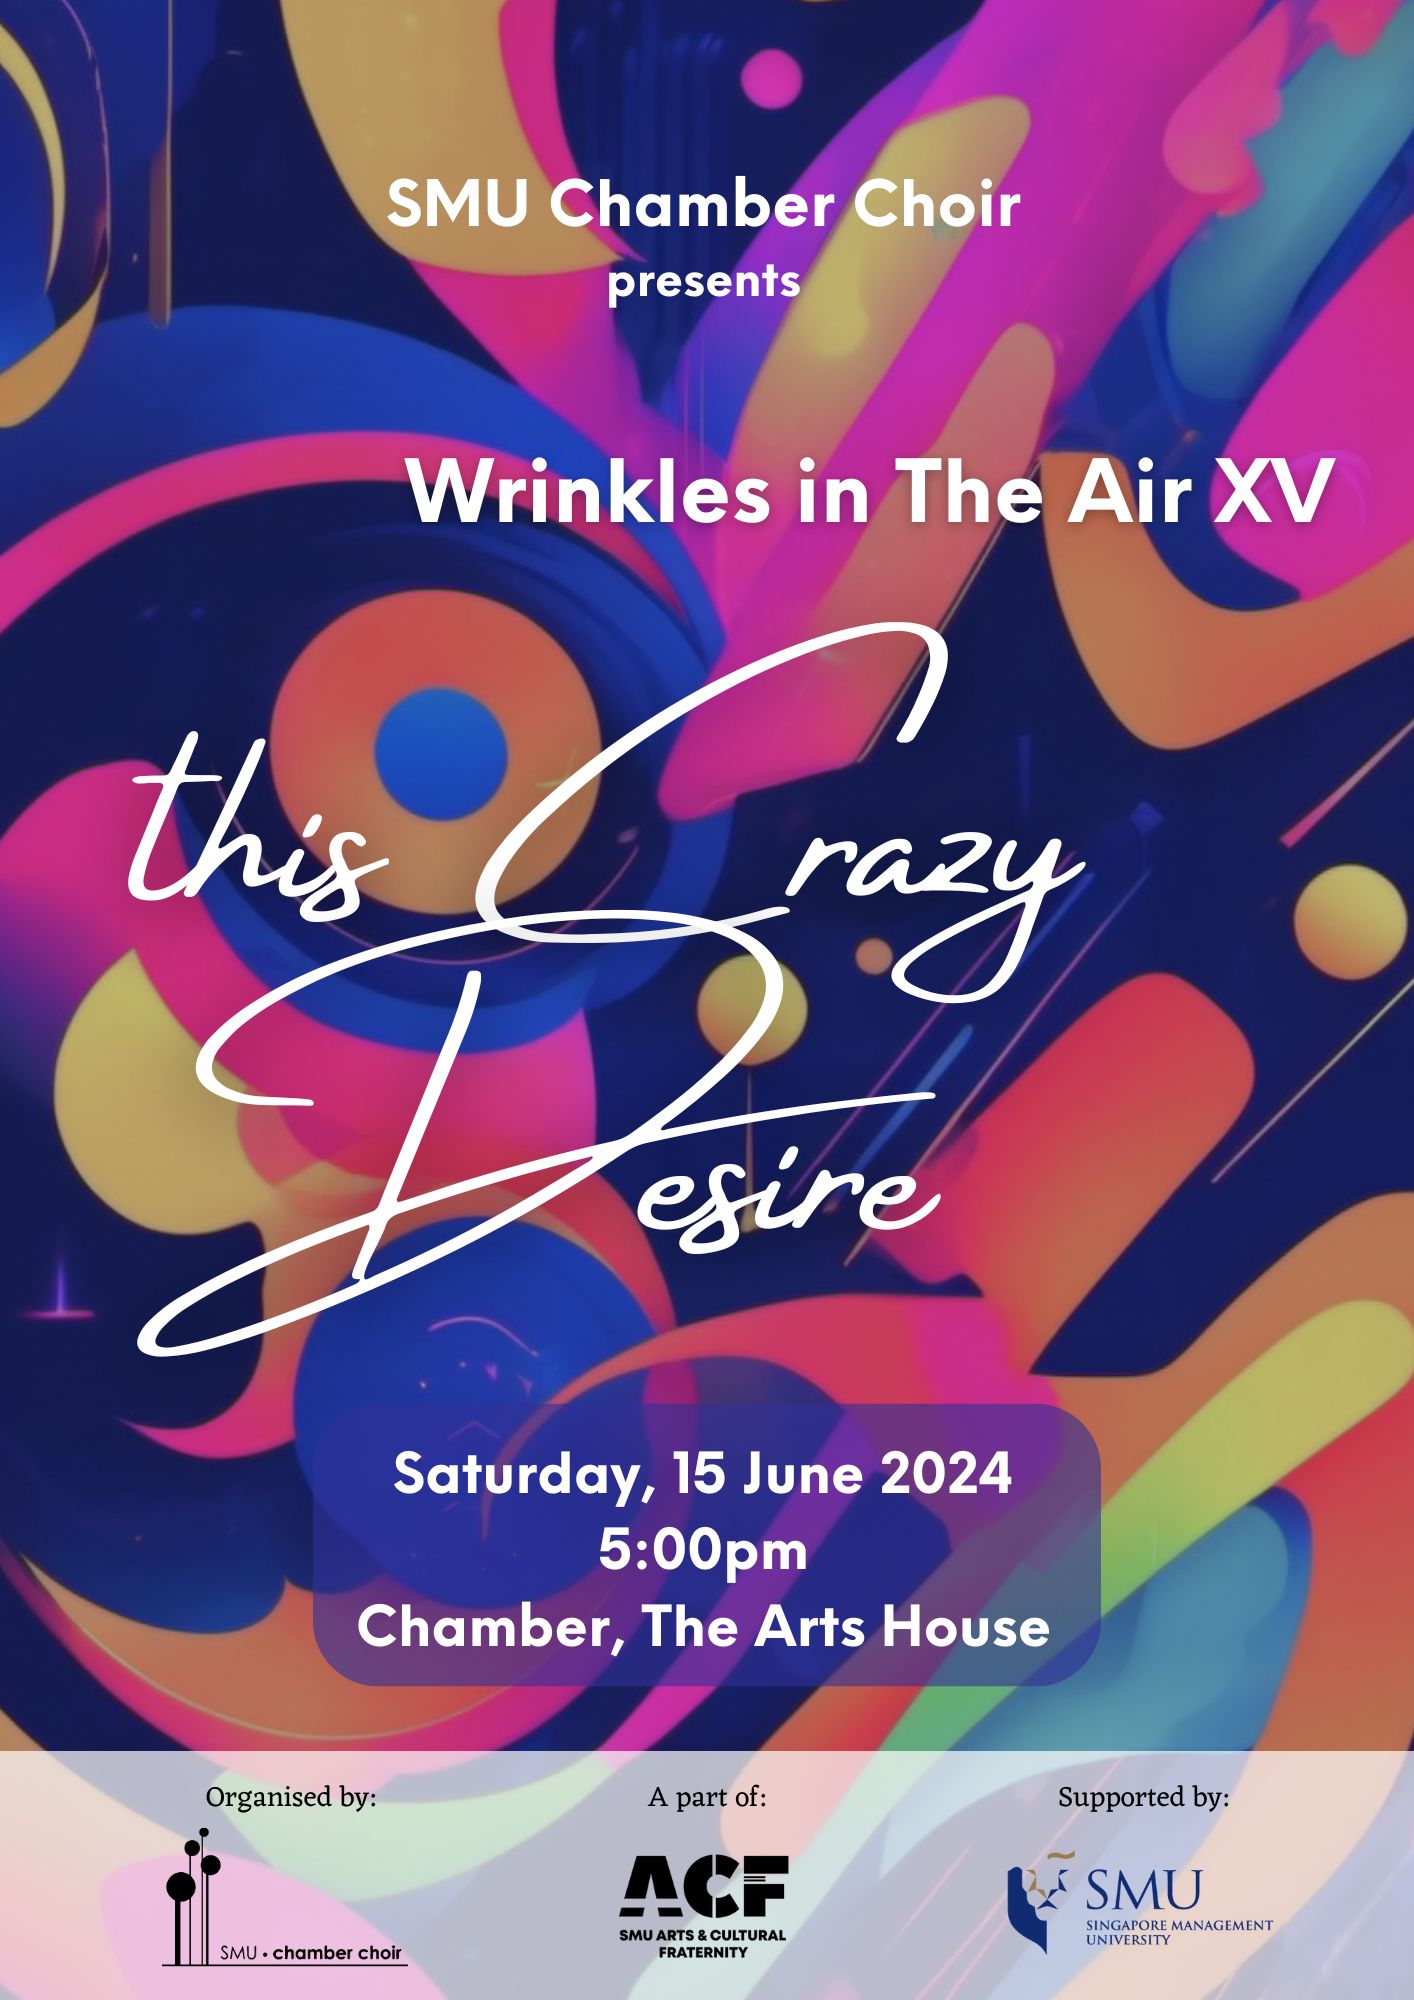 SMU Chamber Choir
presents
Wrinkles in The Air XV
this Crazy
Desire
Saturday, 15 June 2024
5:00pm
Chamber, The Arts House
Organised by:
SMU • chamber choir
A part of:
ACF
SMU ARTS & CULTURAL
FRATERNITY
Supported by:
SMU
SINGAPORE MANAGEMENT
UNIVERSITY